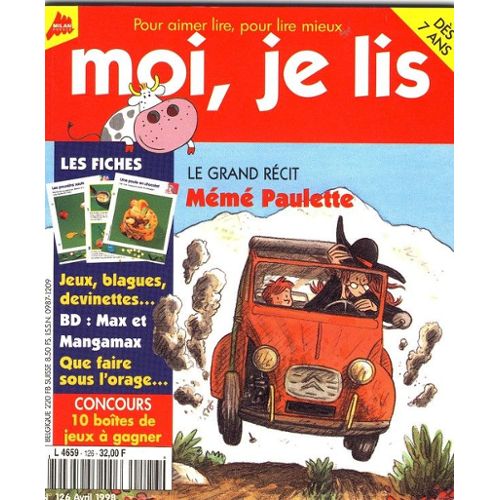 MILAN
Pour aimer lire, pour lire mieux
DÈS
7 ANS
moi, je lis
LES FICHES
Les poussins sauts
Une poule en chocolat
LE GRAND RÉCIT
Mémé Paulette
Jeux, blagues,
devinettes...
BD : Max et
Mangamax
Que faire
sous l'orage...
CONCOURS
10 boîtes de
jeux à gagner
BELGIQUE 220 FB SUISSE 8.50 FS. I.S.S.N. 0987-1209
L 4659 - 126 - 32,00 F
N° 126 Avril 1998